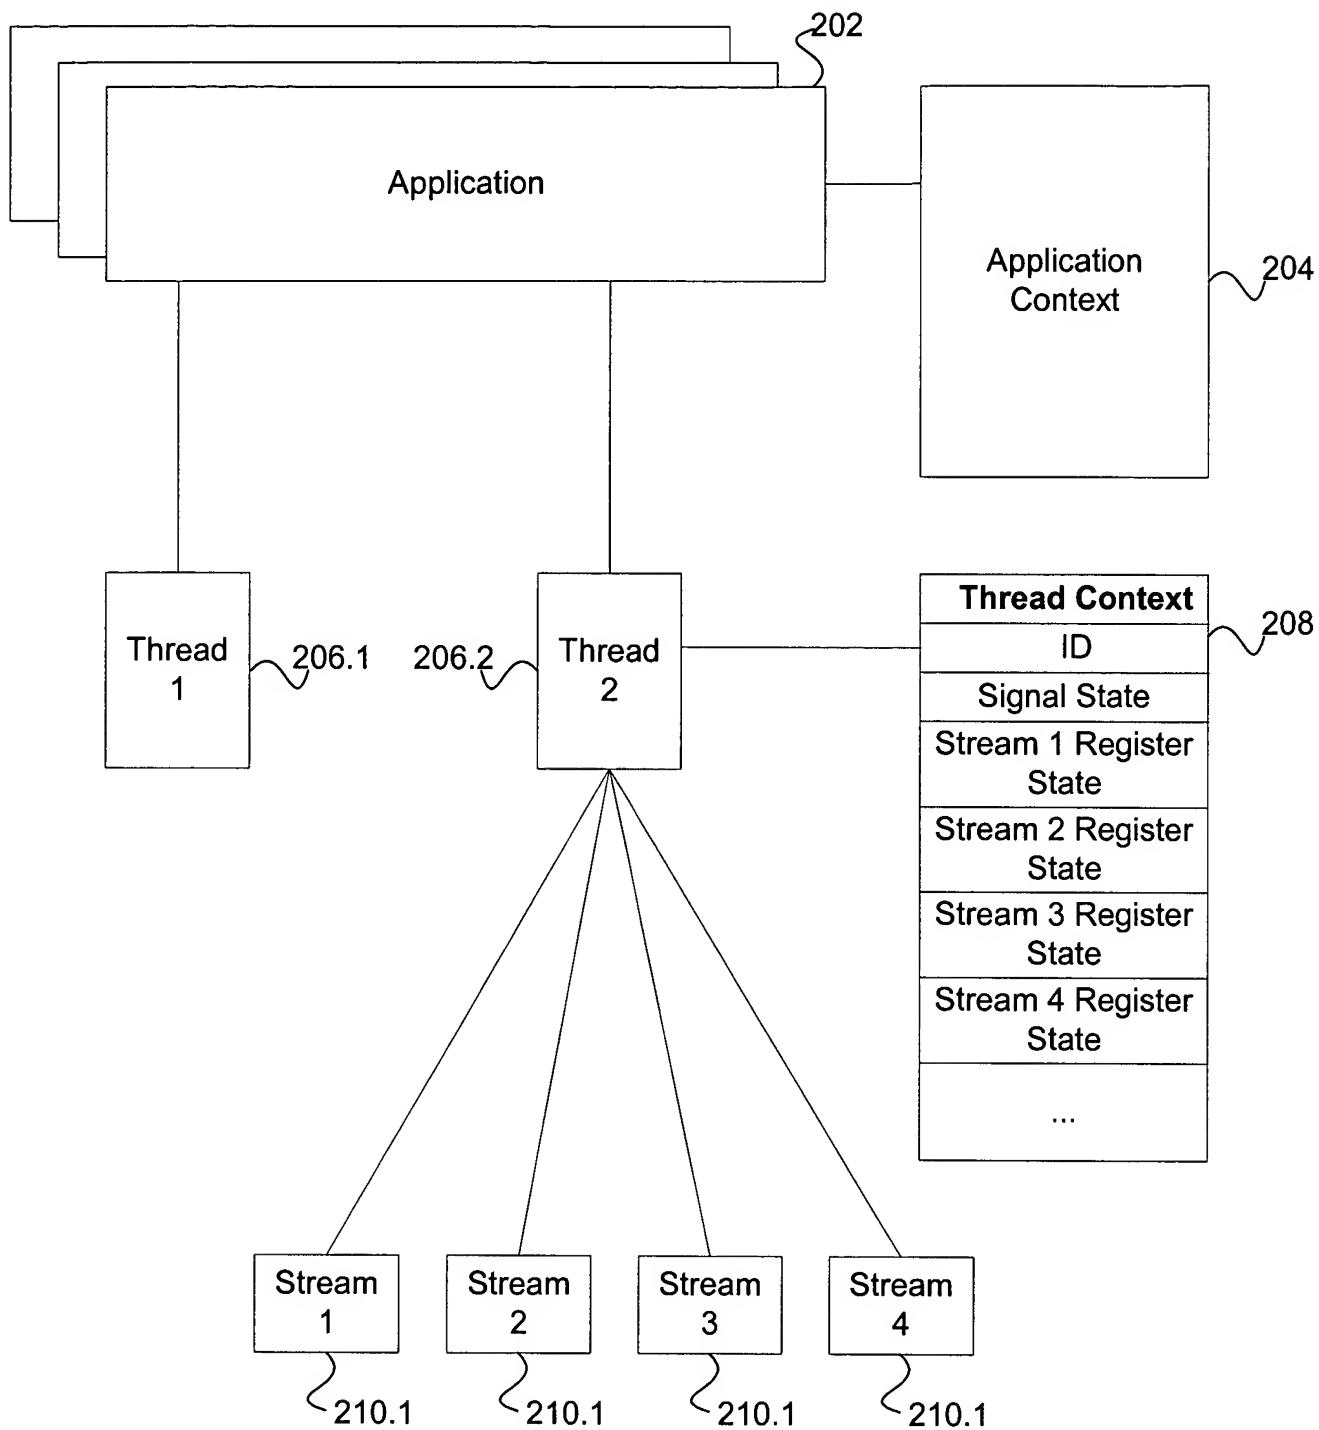 202
Application
Application
Context
204
Thread
1
206.1
206.2
Thread
2
Thread Context
ID
208
Signal State
Stream 1 Register
State
Stream 2 Register
State
Stream 3 Register
State
Stream 4 Register
State
...
Stream
1
Stream
2
Stream
3
Stream
4
210.1
210.1
210.1
210.1